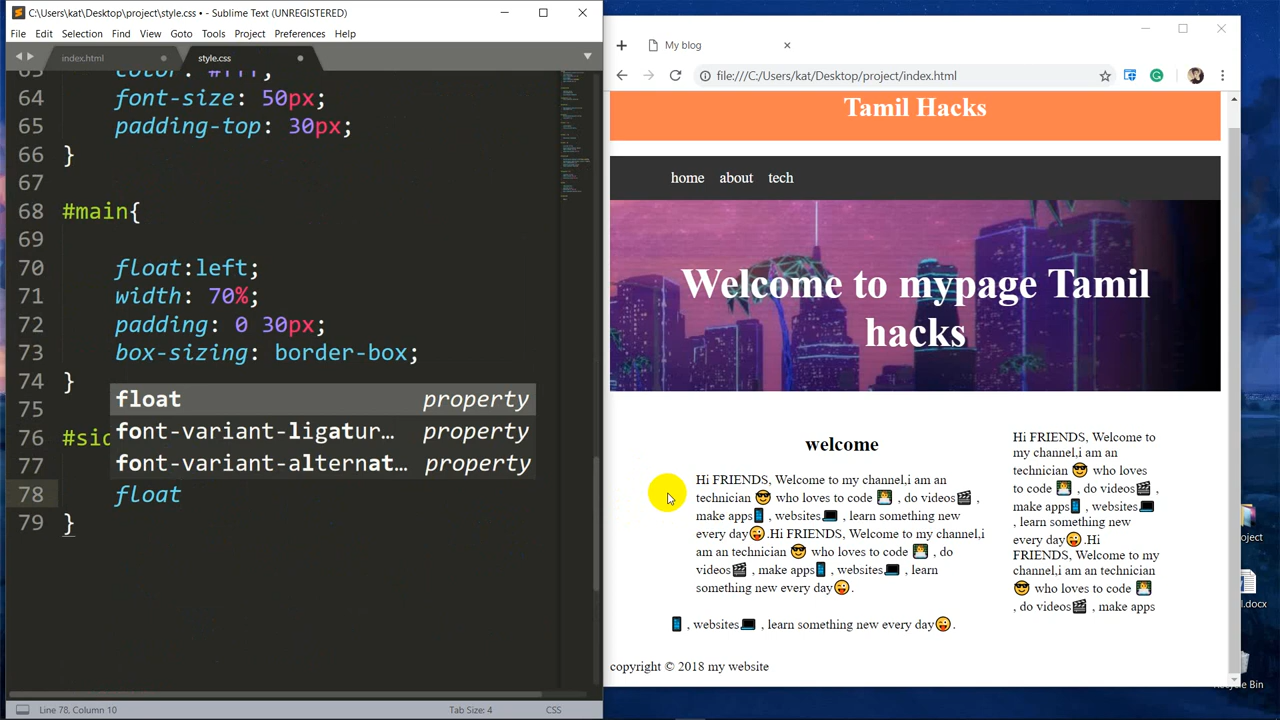 C:\Users\kat\Desktop\project\style.css • - Sublime Text (UNREGISTERED)
File Edit Selection Find View Goto Tools Project Preferences Help
index.html
style.css
color: #fff;
64 font-size: 50px;
65 padding-top: 30px;
66 }
67
68 #main{
69
70 float:left;
71 width: 70%;
72 padding: 0 30px;
73 box-sizing: border-box;
74 }
75
float property
font-variant-ligatur… property
font-variant-alternat… property
76 #sid
77
78 float
79 }
Line 78, Column 10
Tab Size: 4
CSS
My blog
file:///C:/Users/kat/Desktop/project/index.html
Tamil Hacks
home about tech
Welcome to mypage Tamil
hacks
welcome
Hi FRIENDS, Welcome to my channel,i am an
technician 😎 who loves to code 👨‍💻 , do videos🎬 ,
make apps📱 , websites💻 , learn something new
every day😜.Hi FRIENDS, Welcome to my channel,i
am an technician 😎 who loves to code 👨‍💻 , do
videos🎬 , make apps📱 , websites💻 , learn
something new every day😜.
Hi FRIENDS, Welcome to
my channel,i am an
technician 😎 who loves
to code 👨‍💻 , do videos🎬 ,
make apps📱 , websites💻
, learn something new
every day😜.Hi
FRIENDS, Welcome to my
channel,i am an technician
😎 who loves to code 👨‍💻
, do videos🎬 , make apps
📱 , websites💻 , learn something new every day😜.
copyright © 2018 my website